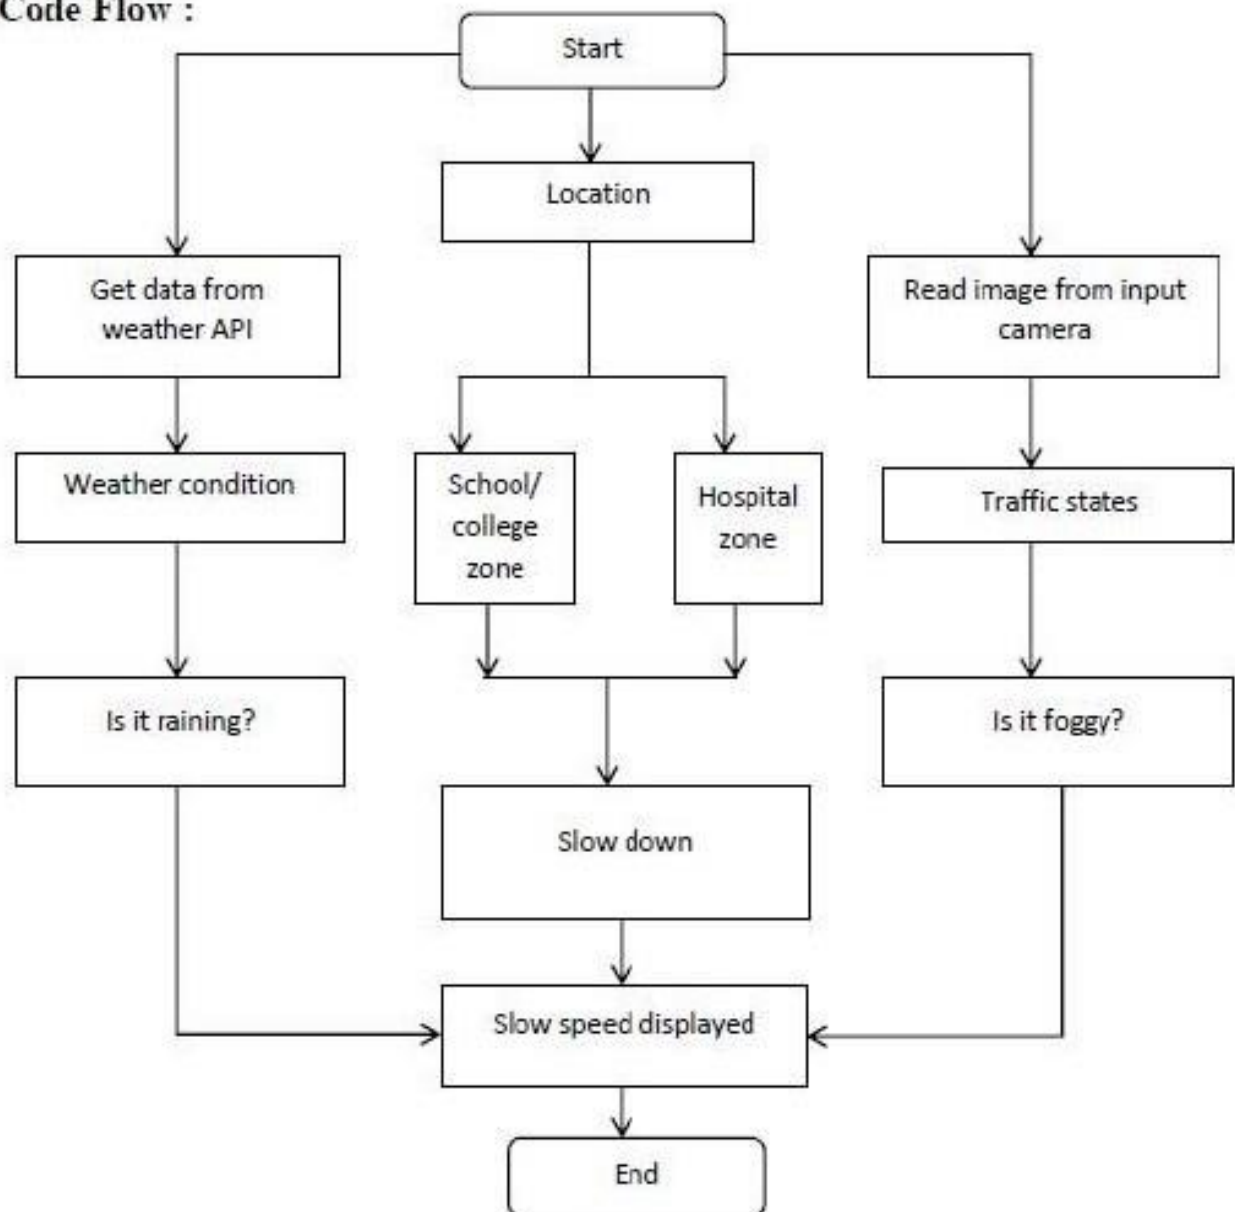 Code Flow :
Start
Location
Get data from
weather API
Read image from input
camera
Weather condition
School/
college
zone
Hospital
zone
Traffic states
Is it raining?
Is it foggy?
Slow down
Slow speed displayed
End